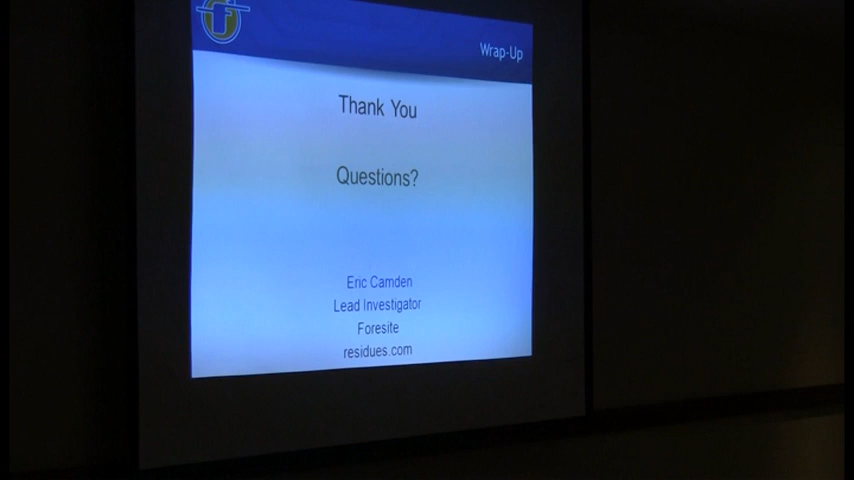 Wrap-Up
Thank You
Questions?
Eric Camden
Lead Investigator
Foresite
residues.com